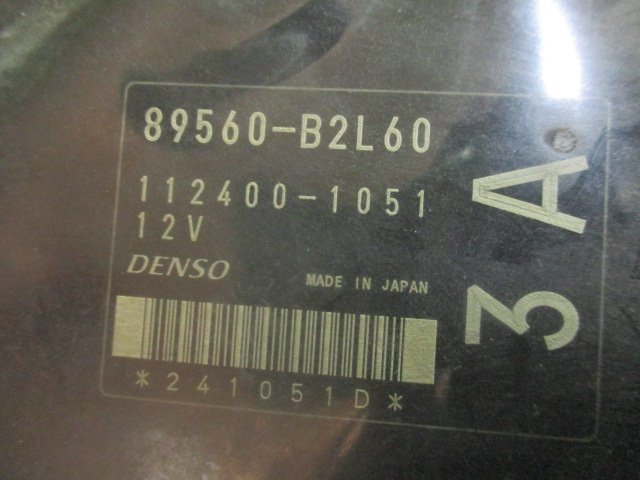 89560-B2L60
112400-1051
12V
DENSO
MADE IN JAPAN
*241051D*
3A